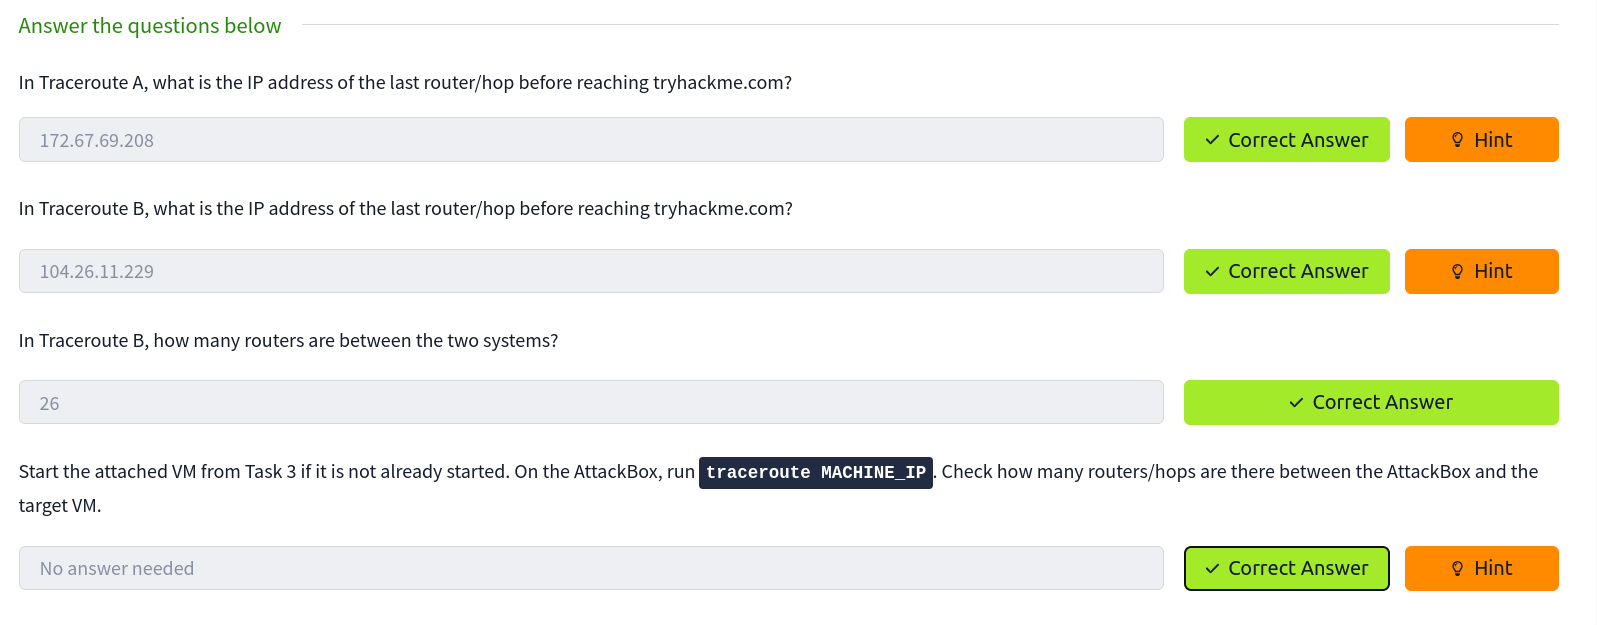 Answer the questions below
In Traceroute A, what is the IP address of the last router/hop before reaching tryhackme.com?
172.67.69.208
Correct Answer
Hint
In Traceroute B, what is the IP address of the last router/hop before reaching tryhackme.com?
104.26.11.229
Correct Answer
Hint
In Traceroute B, how many routers are between the two systems?
26
Correct Answer
Start the attached VM from Task 3 if it is not already started. On the AttackBox, run traceroute MACHINE_IP. Check how many routers/hops are there between the AttackBox and the
target VM.
No answer needed
Correct Answer
Hint